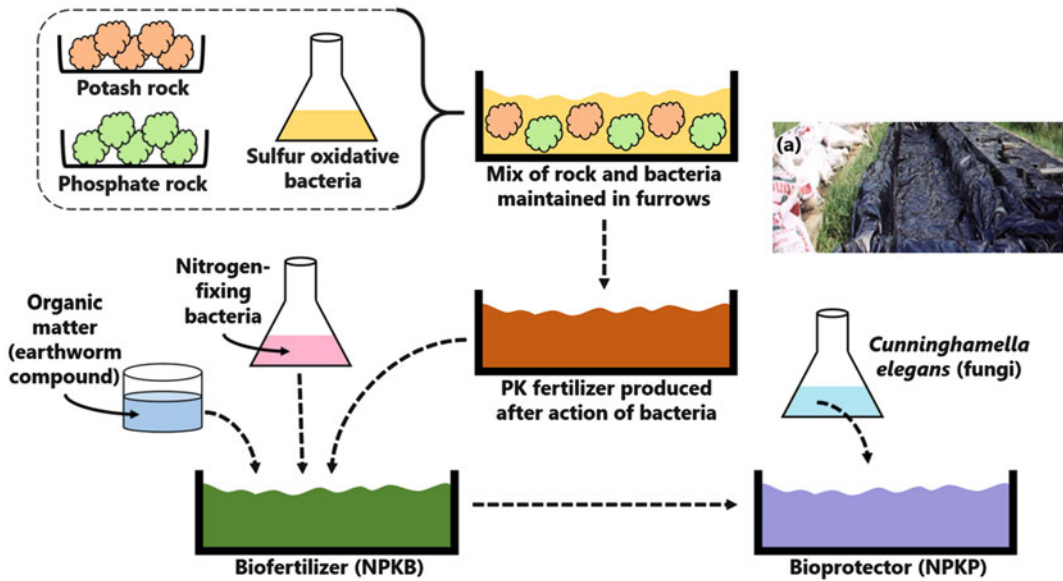 Potash rock
Phosphate rock
Sulfur oxidative
bacteria
Mix of rock and bacteria
maintained in furrows
(a)
Nitrogen-
fixing
bacteria
Organic
matter
(earthworm
compound)
PK fertilizer produced
after action of bacteria
Cunninghamella
elegans (fungi)
Biofertilizer (NPKB)
Bioprotector (NPKP)